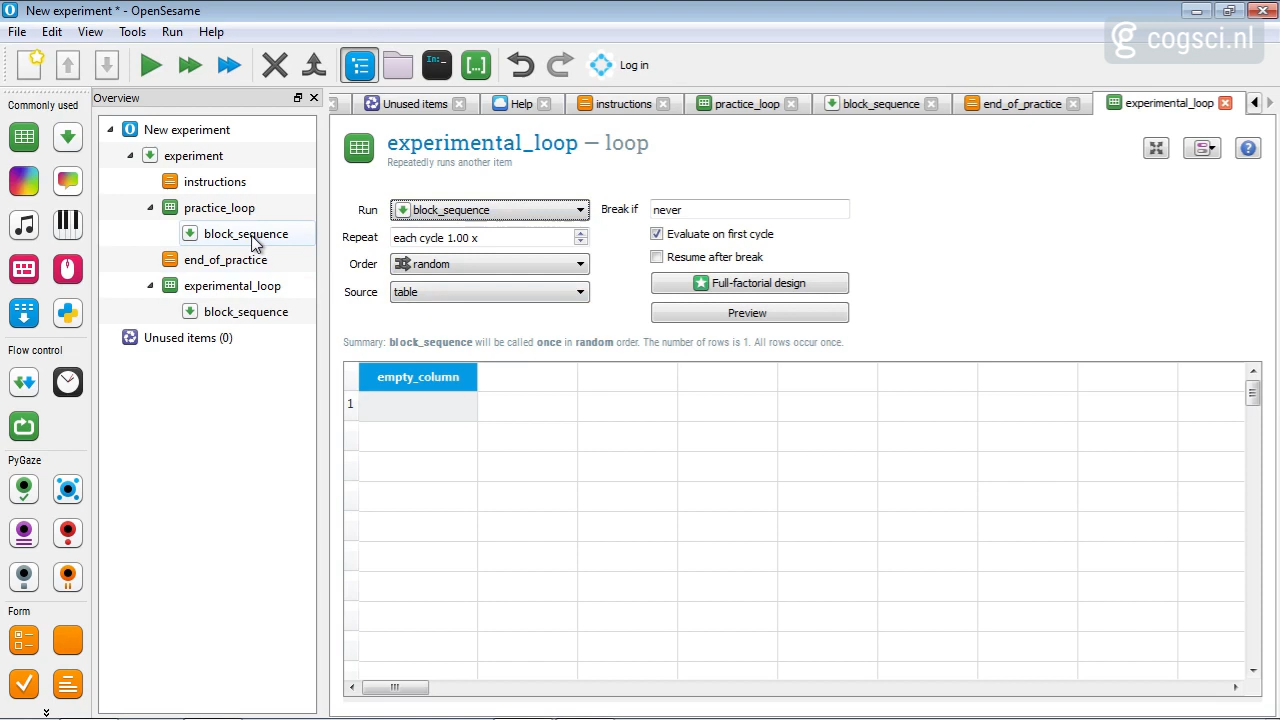 New experiment * - OpenSesame
cogsci.nl
File Edit View Tools Run Help
In:_
[...]
Log in
Commonly used
Overview
Unused items
Help
instructions
practice_loop
block_sequence
end_of_practice
experimental_loop
New experiment
experiment
instructions
practice_loop
block_sequence
end_of_practice
experimental_loop
block_sequence
Unused items (0)
experimental_loop – loop
Repeatedly runs another item
Run block_sequence Break if never
Repeat each cycle 1.00 x Evaluate on first cycle
Order random Resume after break
Source table Full-factorial design
Preview
Summary: block_sequence will be called once in random order. The number of rows is 1. All rows occur once.
empty_column
1
Flow control
PyGaze
Form